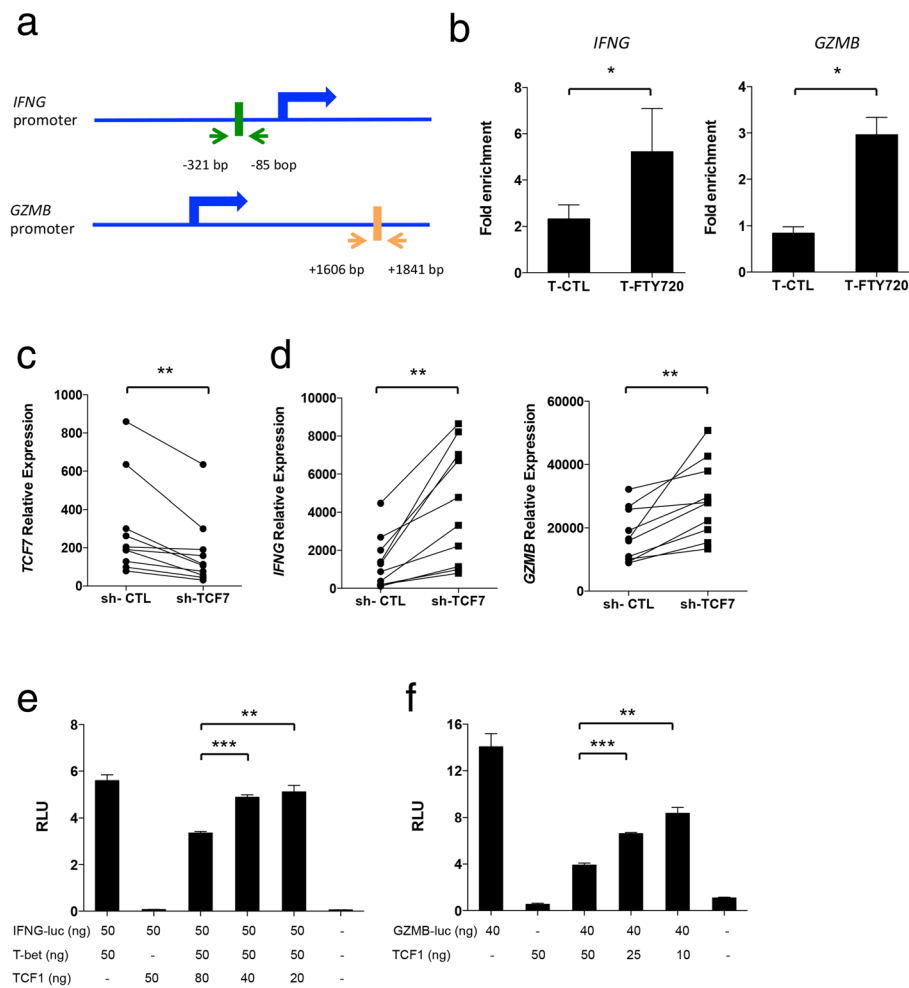 a
IFNG
promoter
-321 bp -85 bop
GZMB
promoter
+1606 bp +1841 bp
b
IFNG
*
Fold enrichment
8
6
4
2
0
T-CTL T-FTY720
GZMB
*
Fold enrichment
4
3
2
1
0
T-CTL T-FTY720
c
**
TCF7 Relative Expression
1000
800
600
400
200
0
sh- CTL sh-TCF7
d
**
IFNG Relative Expression
10000
8000
6000
4000
2000
0
sh- CTL sh-TCF7
**
GZMB Relative Expression
60000
40000
20000
0
sh- CTL sh-TCF7
e
**
***
RLU
8
6
4
2
0
IFNG-luc (ng) 50 50 50 50 50 -
T-bet (ng) 50 - 50 50 50 -
TCF1 (ng) - 50 80 40 20 -
f
**
***
RLU
16
12
8
4
0
GZMB-luc (ng) 40 - 40 40 40 -
TCF1 (ng) - 50 50 25 10 -